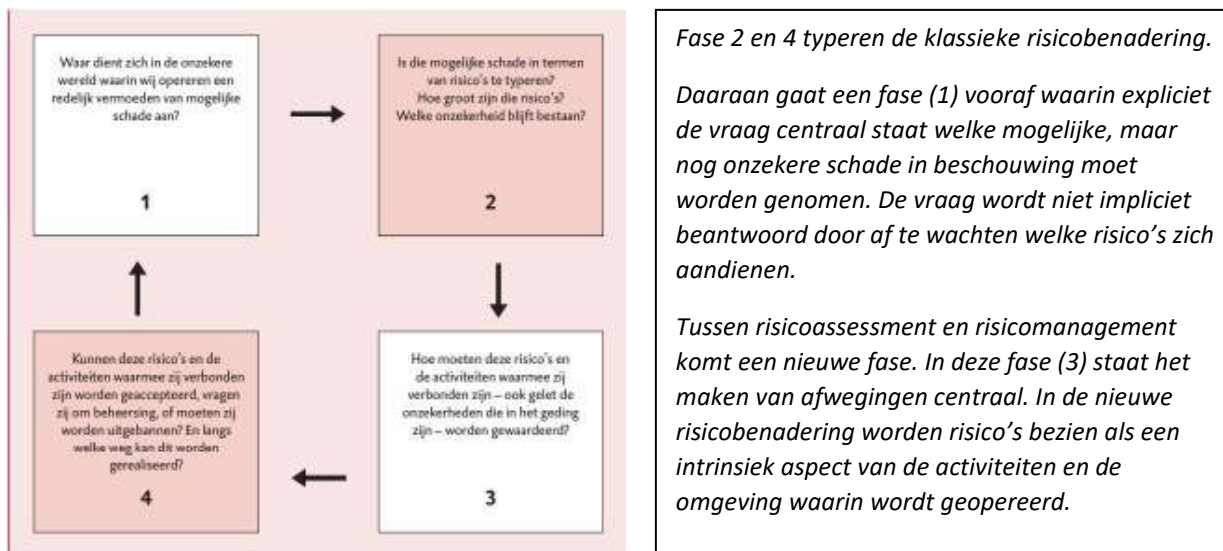 Waar dient zich in de onzekere
wereld waarin wij opereren een
redelijk vermoeden van mogelijke
schade aan?
1
Is die mogelijke schade in termen
van risico's te typeren?
Hoe groot zijn die risico's?
Welke onzekerheid blijft bestaan?
2
Kunnen deze risico's en de
activiteiten waarmee zij verbonden
zijn worden geaccepteerd, vragen
zij om beheersing, of moeten zij
worden uitgebannen? En langs
welke weg kan dit worden
gerealiseerd?
4
Hoe moeten deze risico's en
de activiteiten waarmee zij
verbonden zijn – ook gelet de
onzekerheden die in het geding
zijn – worden gewaardeerd?
3
Fase 2 en 4 typeren de klassieke risicobenadering.
Daaraan gaat een fase (1) vooraf waarin expliciet
de vraag centraal staat welke mogelijke, maar
nog onzekere schade in beschouwing moet
worden genomen. De vraag wordt niet impliciet
beantwoord door af te wachten welke risico's zich
aandienen.
Tussen risicoassessment en risicomanagement
komt een nieuwe fase. In deze fase (3) staat het
maken van afwegingen centraal. In de nieuwe
risicobenadering worden risico's bezien als een
intrinsiek aspect van de activiteiten en de
omgeving waarin wordt geopereerd.